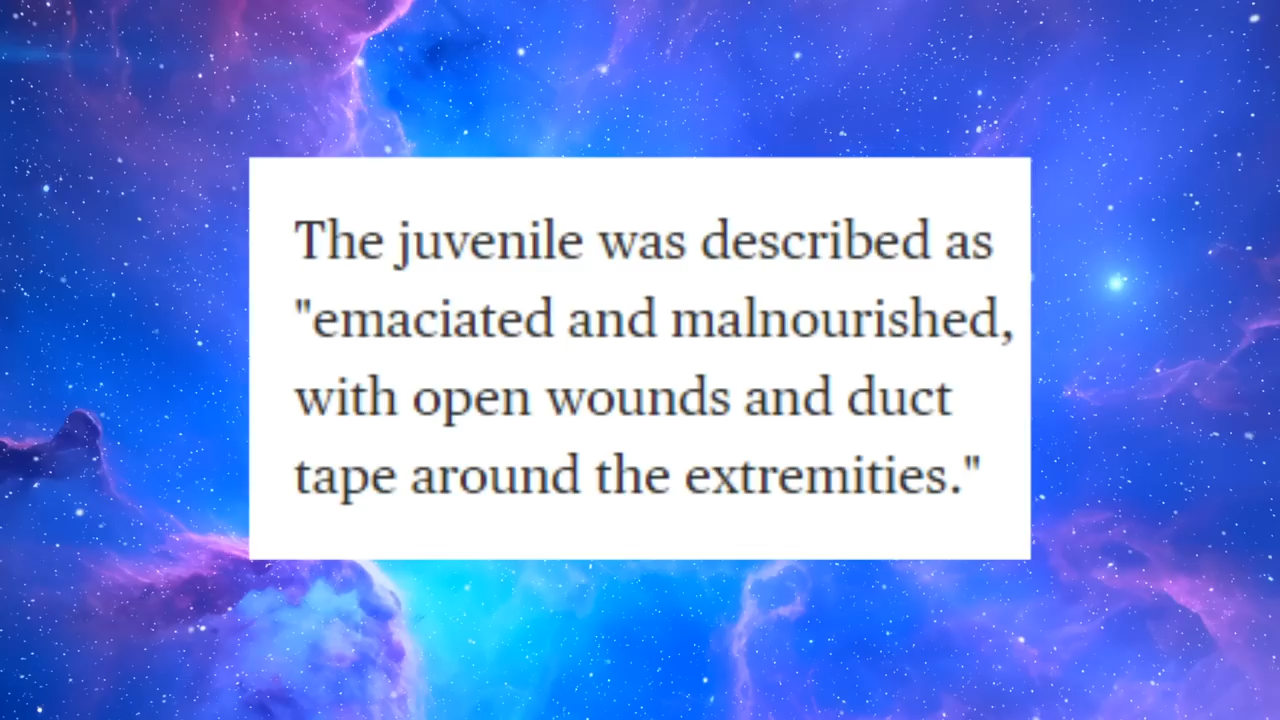 The juvenile was described as
"emaciated and malnourished,
with open wounds and duct
tape around the extremities."